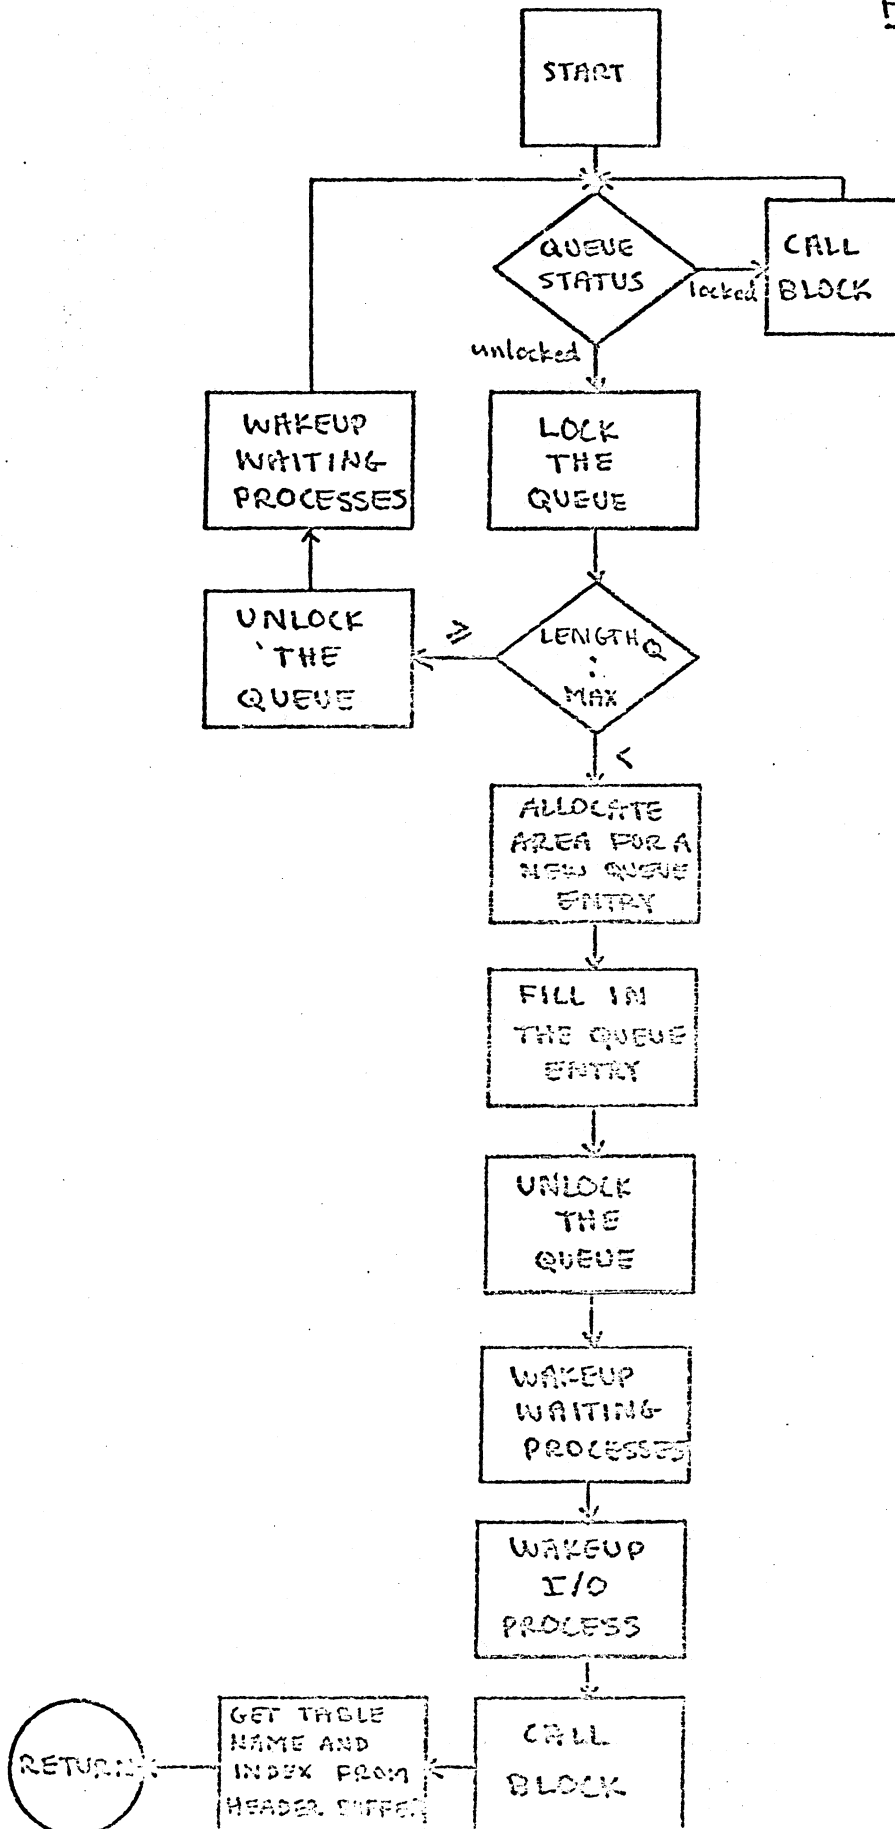 START
QUEUE
STATUS
locked
CALL
BLOCK
unlocked
WAKEUP
WAITING
PROCESSES
LOCK
THE
QUEUE
UNLOCK
THE
QUEUE
≥
LENGTH Q
:
MAX
<
ALLOCATE
AREA FOR A
NEW QUEUE
ENTRY
FILL IN
THE QUEUE
ENTRY
UNLOCK
THE
QUEUE
WAKEUP
WAITING
PROCESSES
WAKEUP
I/O
PROCESS
CALL
BLOCK
GET TABLE
NAME AND
INDEX FROM
HEADER BUFFER
RETURN